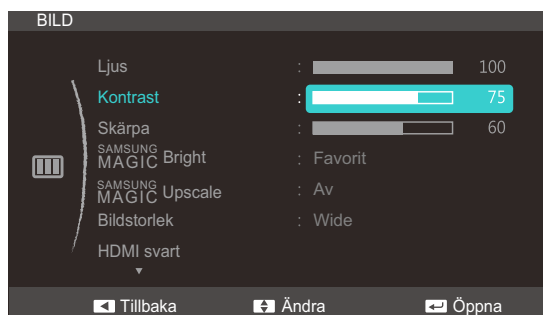 BILD
Ljus : 100
Kontrast : 75
Skärpa : 60
SAMSUNG MAGIC Bright : Favorit
SAMSUNG MAGIC Upscale : Av
Bildstorlek : Wide
HDMI svart
Tillbaka Ändra Öppna